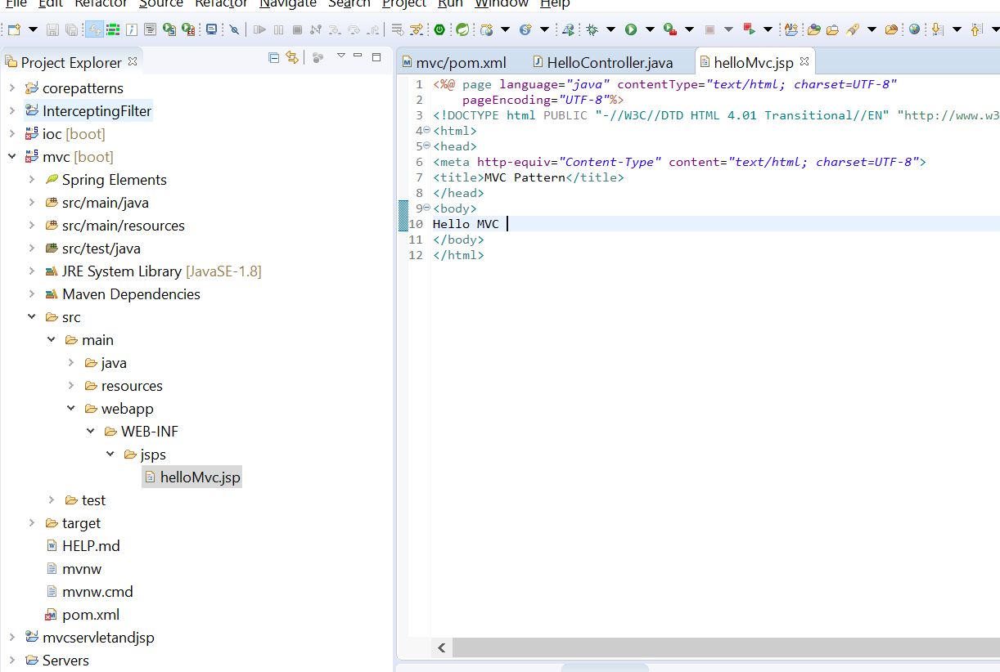 File Edit Refactor Source Refactor Navigate Search Project Run Window Help
Project Explorer
corepatterns
InterceptingFilter
ioc [boot]
mvc [boot]
Spring Elements
src/main/java
src/main/resources
src/test/java
JRE System Library [JavaSE-1.8]
Maven Dependencies
src
main
java
resources
webapp
WEB-INF
jsps
helloMvc.jsp
test
target
HELP.md
mvnw
mvnw.cmd
pom.xml
mvcservletandjsp
Servers
mvc/pom.xml HelloController.java helloMvc.jsp
1 <%@ page language="java" contentType="text/html; charset=UTF-8"
2 pageEncoding="UTF-8"%>
3 <!DOCTYPE html PUBLIC "-//W3C//DTD HTML 4.01 Transitional//EN" "http://www.w3
4 <html>
5 <head>
6 <meta http-equiv="Content-Type" content="text/html; charset=UTF-8">
7 <title>MVC Pattern</title>
8 </head>
9 <body>
10 Hello MVC
11 </body>
12 </html>